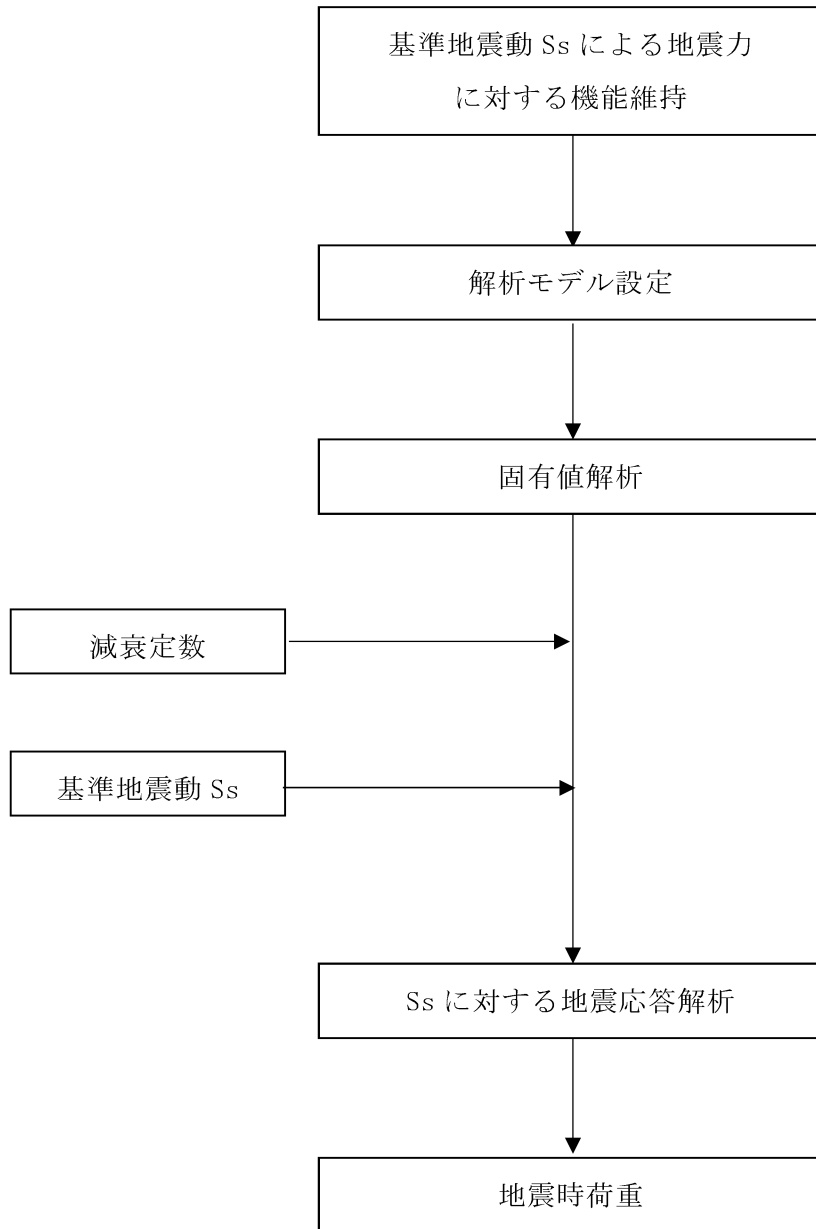 基準地震動 Ss による地震力
に対する機能維持
解析モデル設定
固有値解析
減衰定数
基準地震動 Ss
Ss に対する地震応答解析
地震時荷重